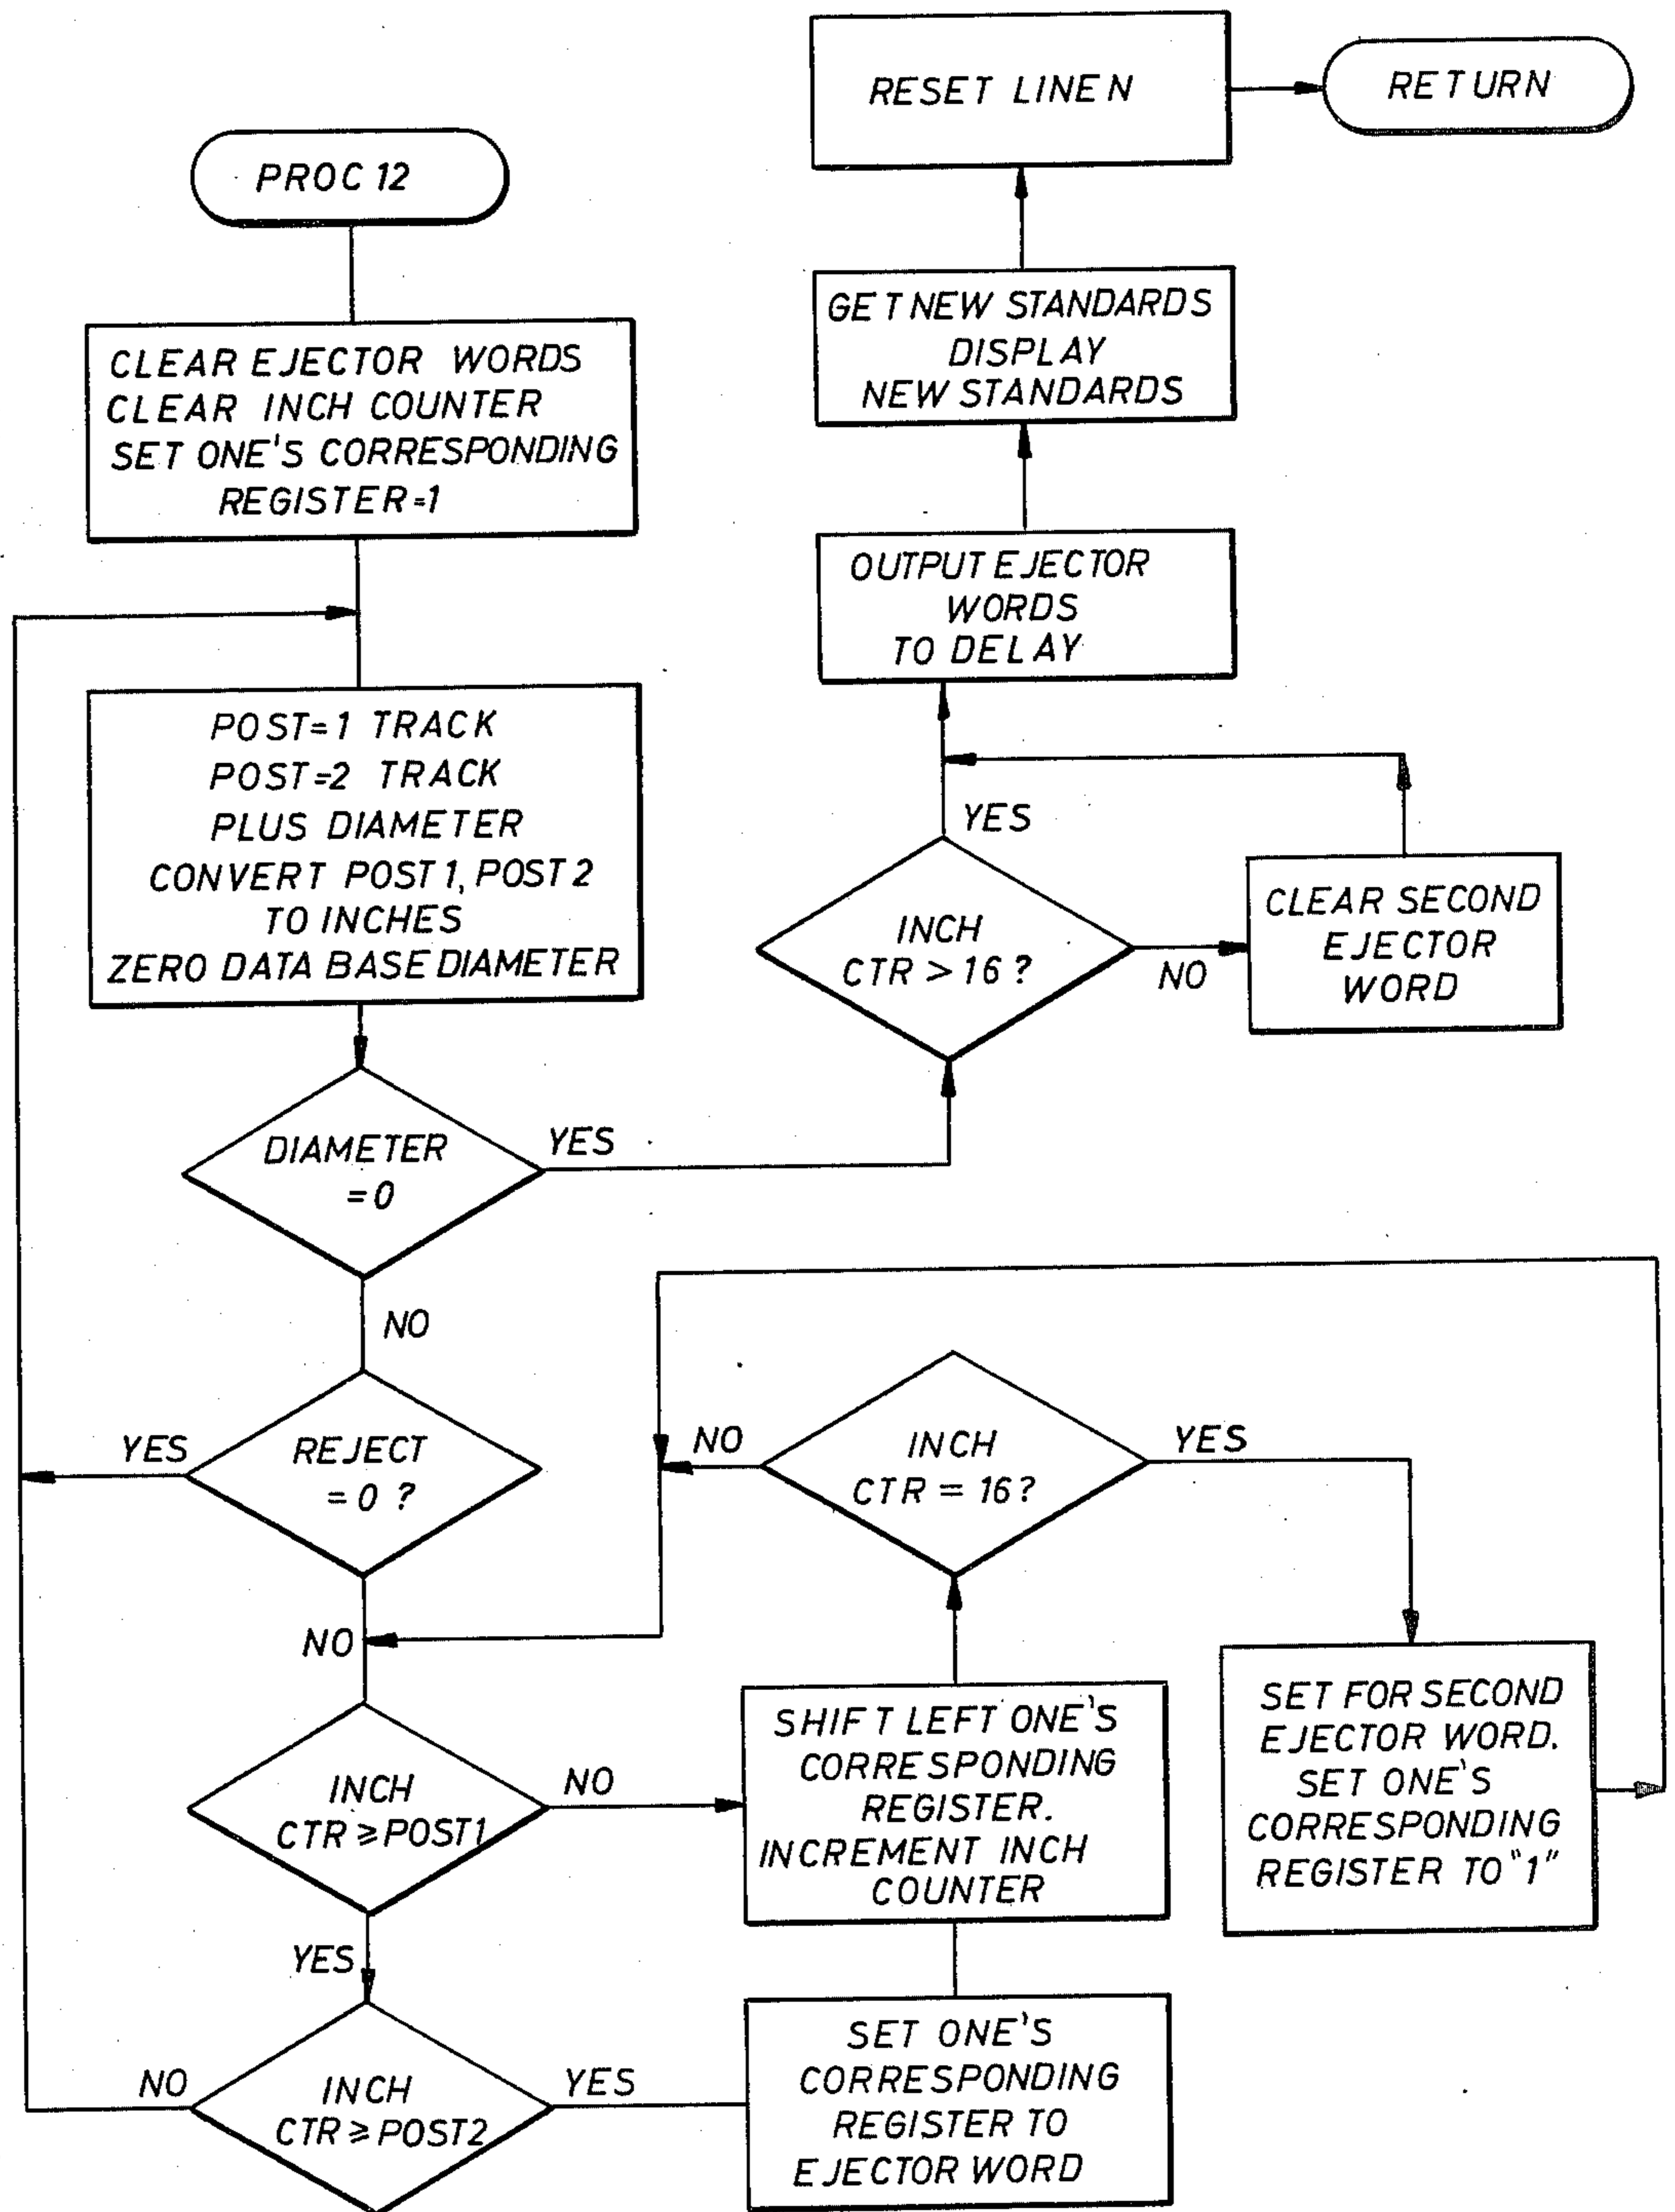 PROC 12
CLEAR EJECTOR WORDS
CLEAR INCH COUNTER
SET ONE'S CORRESPONDING
REGISTER=1
POST=1 TRACK
POST=2 TRACK
PLUS DIAMETER
CONVERT POST 1, POST 2
TO INCHES
ZERO DATA BASE DIAMETER
DIAMETER
=0
YES
NO
REJECT
=0 ?
YES
NO
INCH
CTR ≥ POST1
NO
YES
INCH
CTR ≥ POST2
NO
YES
SET ONE'S
CORRESPONDING
REGISTER TO
EJECTOR WORD
SHIFT LEFT ONE'S
CORRESPONDING
REGISTER.
INCREMENT INCH
COUNTER
INCH
CTR = 16?
NO
YES
SET FOR SECOND
EJECTOR WORD.
SET ONE'S
CORRESPONDING
REGISTER TO "1"
INCH
CTR > 16 ?
YES
NO
CLEAR SECOND
EJECTOR
WORD
OUTPUT EJECTOR
WORDS
TO DELAY
GET NEW STANDARDS
DISPLAY
NEW STANDARDS
RESET LINE N
RETURN